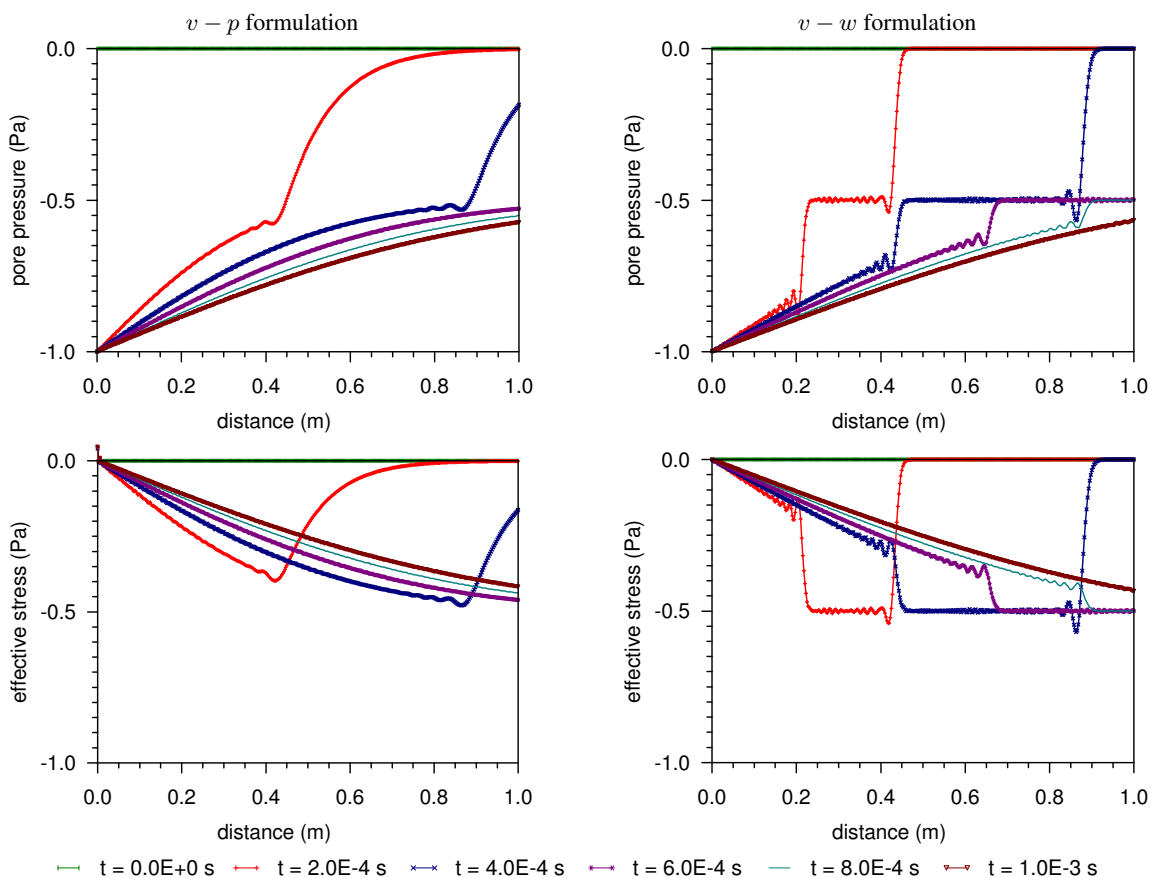 v − p formulation
v − w formulation
0.0
-0.5
-1.0
pore pressure (Pa)
0.0 0.2 0.4 0.6 0.8 1.0
distance (m)
0.0
-0.5
-1.0
pore pressure (Pa)
0.0 0.2 0.4 0.6 0.8 1.0
distance (m)
0.0
-0.5
-1.0
effective stress (Pa)
0.0 0.2 0.4 0.6 0.8 1.0
distance (m)
0.0
-0.5
-1.0
effective stress (Pa)
0.0 0.2 0.4 0.6 0.8 1.0
distance (m)
t = 0.0E+0 s t = 2.0E-4 s t = 4.0E-4 s t = 6.0E-4 s t = 8.0E-4 s t = 1.0E-3 s